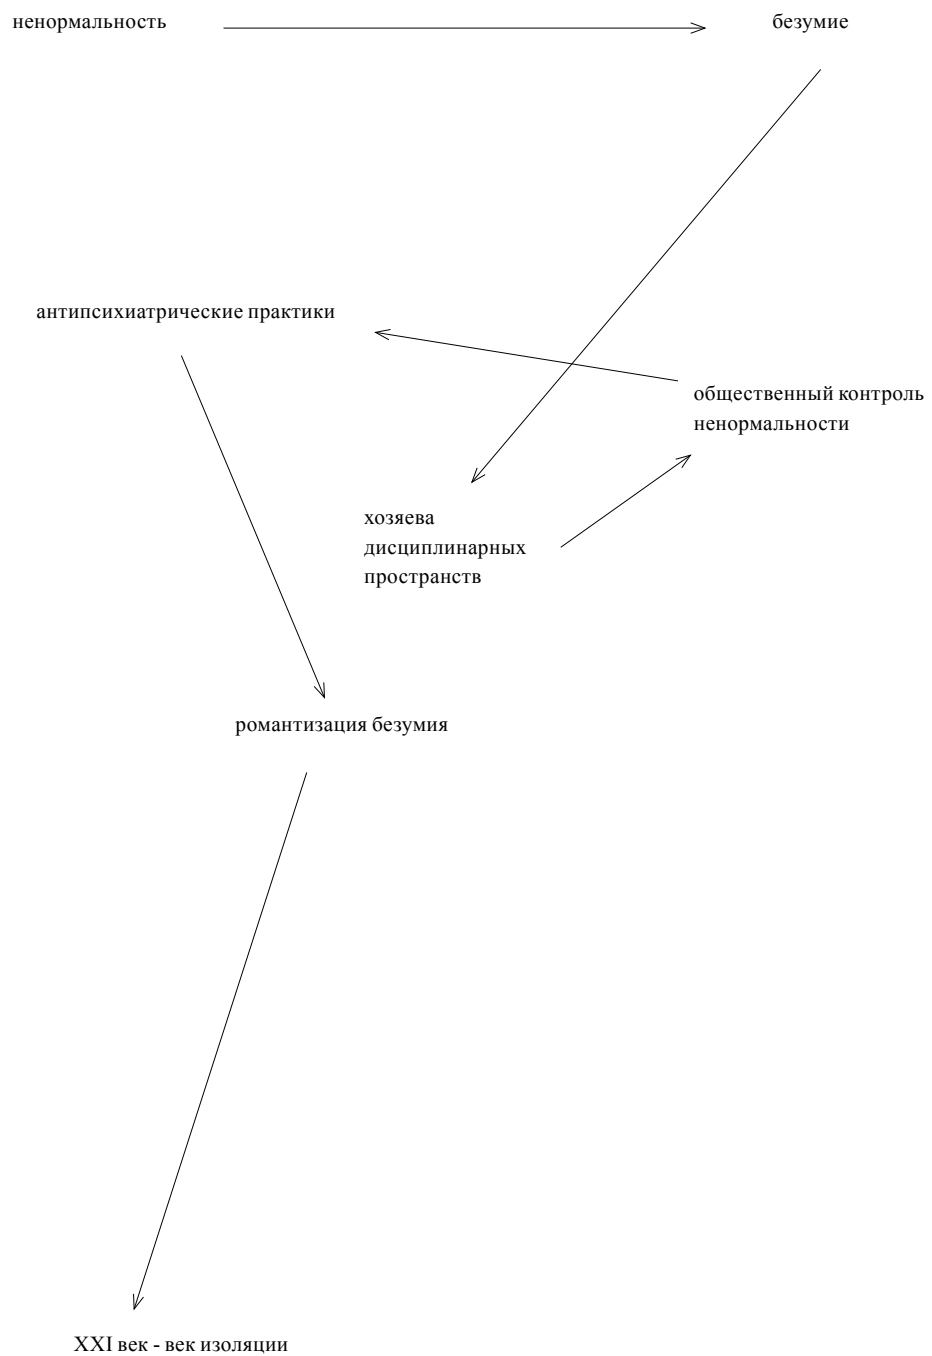 ненормальность
безумие
антипсихиатрические практики
общественный контроль
ненормальности
хозяева
дисциплинарных
пространств
романтизация безумия
XXI век - век изоляции